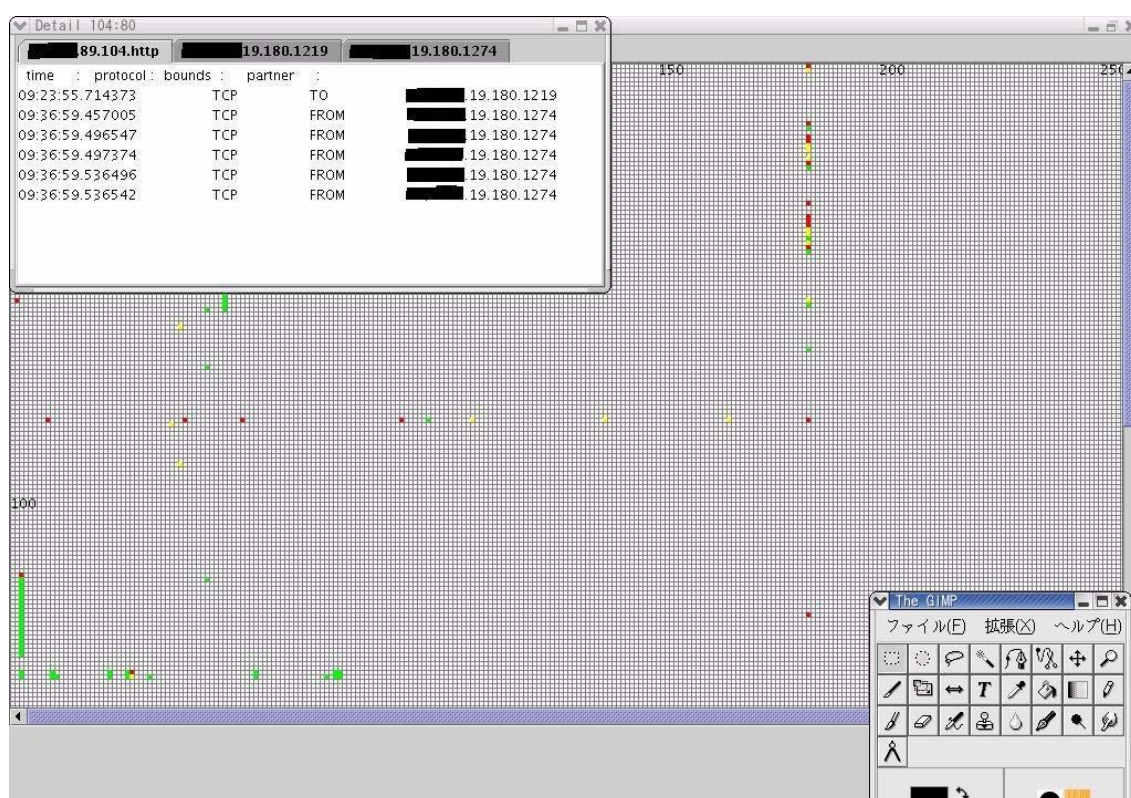 Detail 104:80
.89.104.http 19.180.1219 19.180.1274
time : protocol : bounds : partner :
09:23:55.714373 TCP TO .19.180.1219
09:36:59.457005 TCP FROM .19.180.1274
09:36:59.496547 TCP FROM .19.180.1274
09:36:59.497374 TCP FROM .19.180.1274
09:36:59.536496 TCP FROM .19.180.1274
09:36:59.536542 TCP FROM .19.180.1274
150 200 250
100
The GIMP
ファイル(F) 拡張(X) ヘルプ(H)